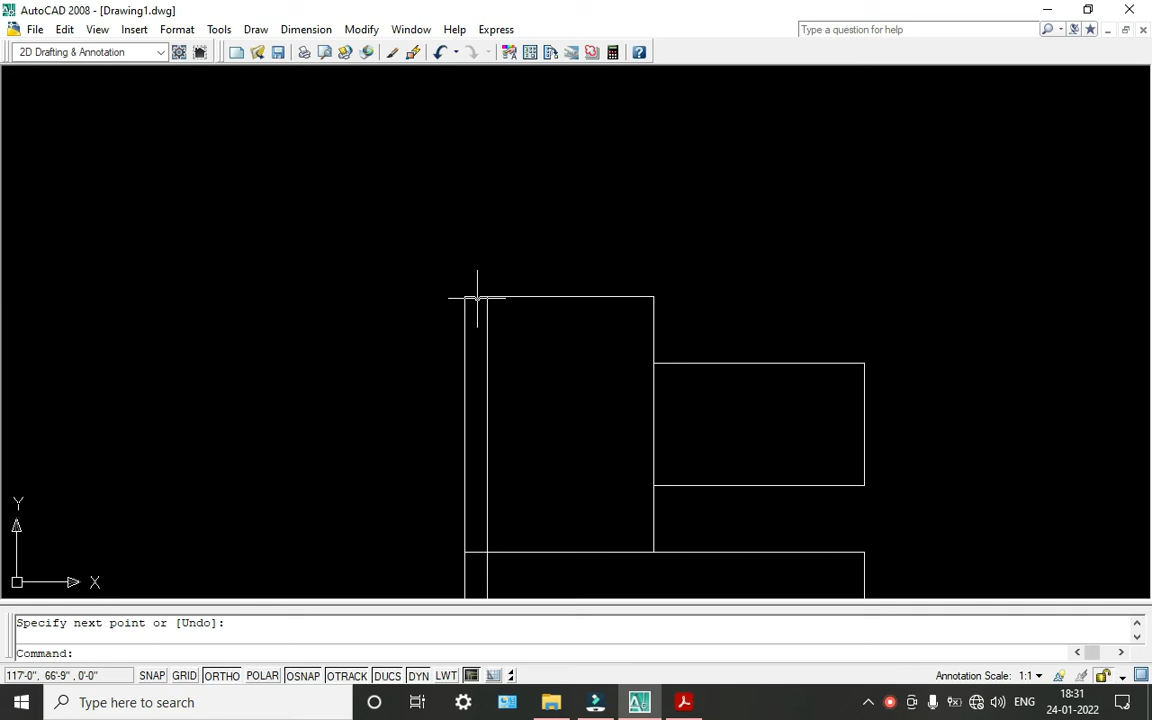 AutoCAD 2008 - [Drawing1.dwg]
File Edit View Insert Format Tools Draw Dimension Modify Window Help Express
Type a question for help
2D Drafting & Annotation
Y
X
Specify next point or [Undo]:
Command:
117'-0", 66'-9" , 0'-0"
SNAP GRID ORTHO POLAR OSNAP OTRACK DUCS DYN LWT
Annotation Scale: 1:1
Type here to search
ENG
18:31
24-01-2022